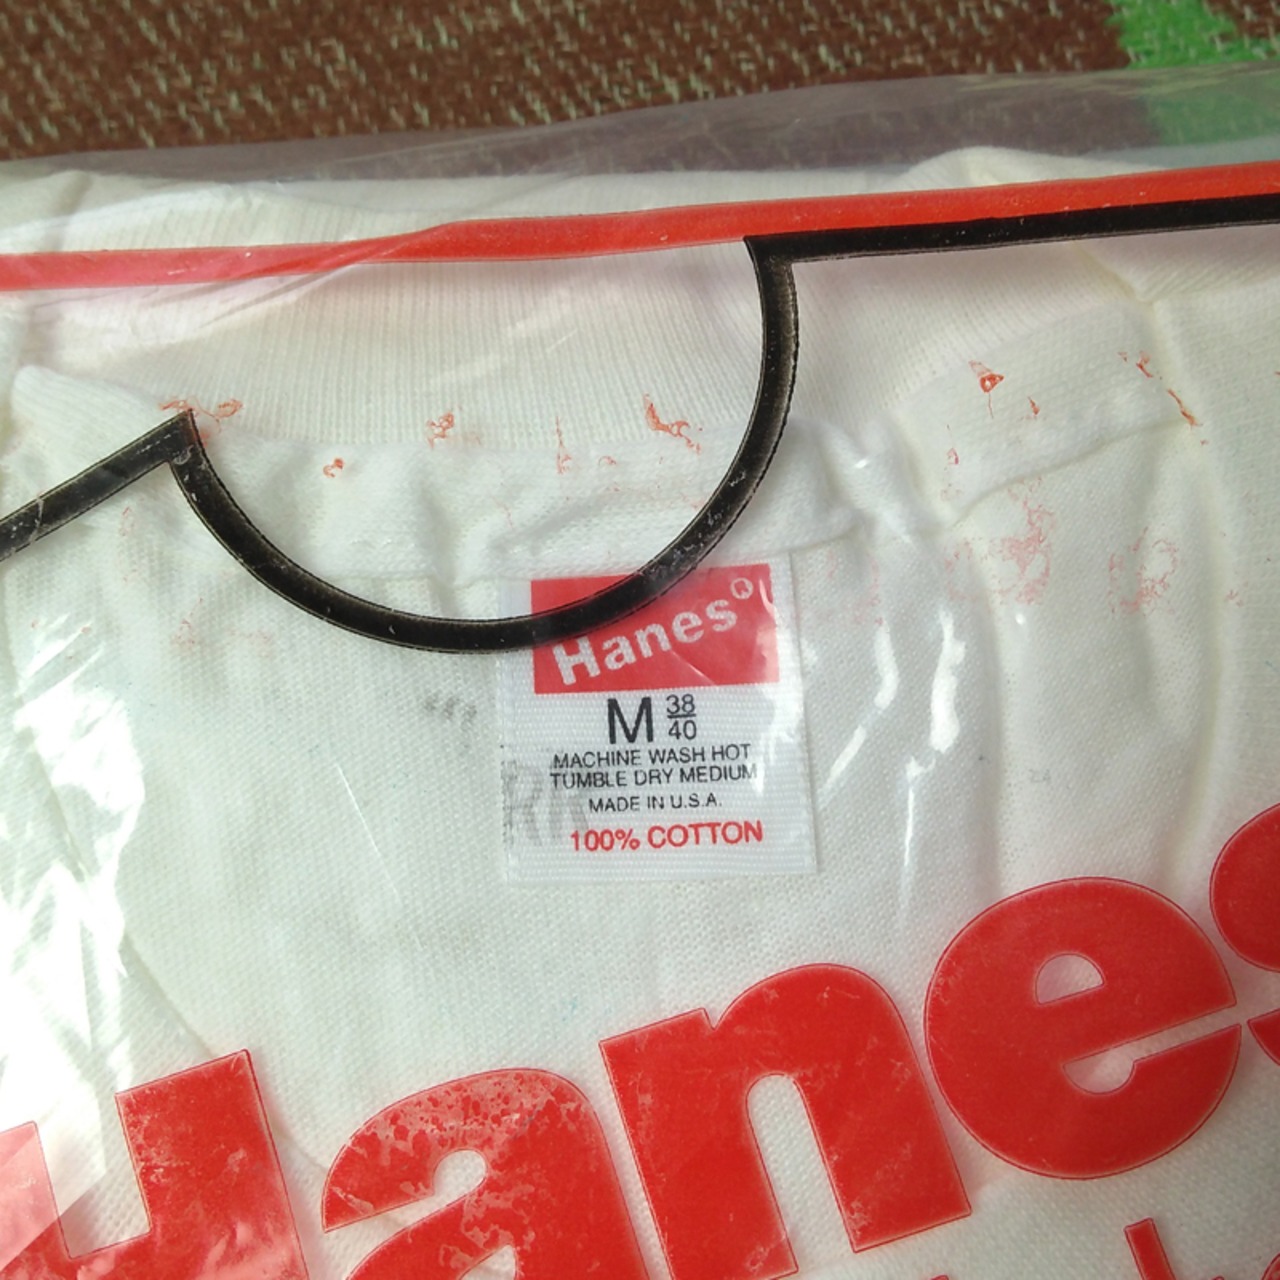 Hanes®
M 38/40
MACHINE WASH HOT
TUMBLE DRY MEDIUM
MADE IN U.S.A.
100% COTTON
Hanes